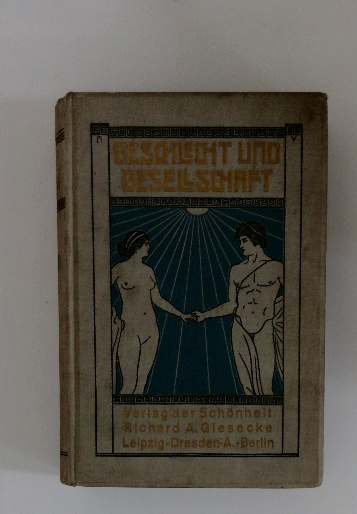 GESCHLECHT UND
GESELLSCHAFT
Verlag der Schönheit
Richard A. Giesecke
Leipzig-Dresden-A.-Berlin